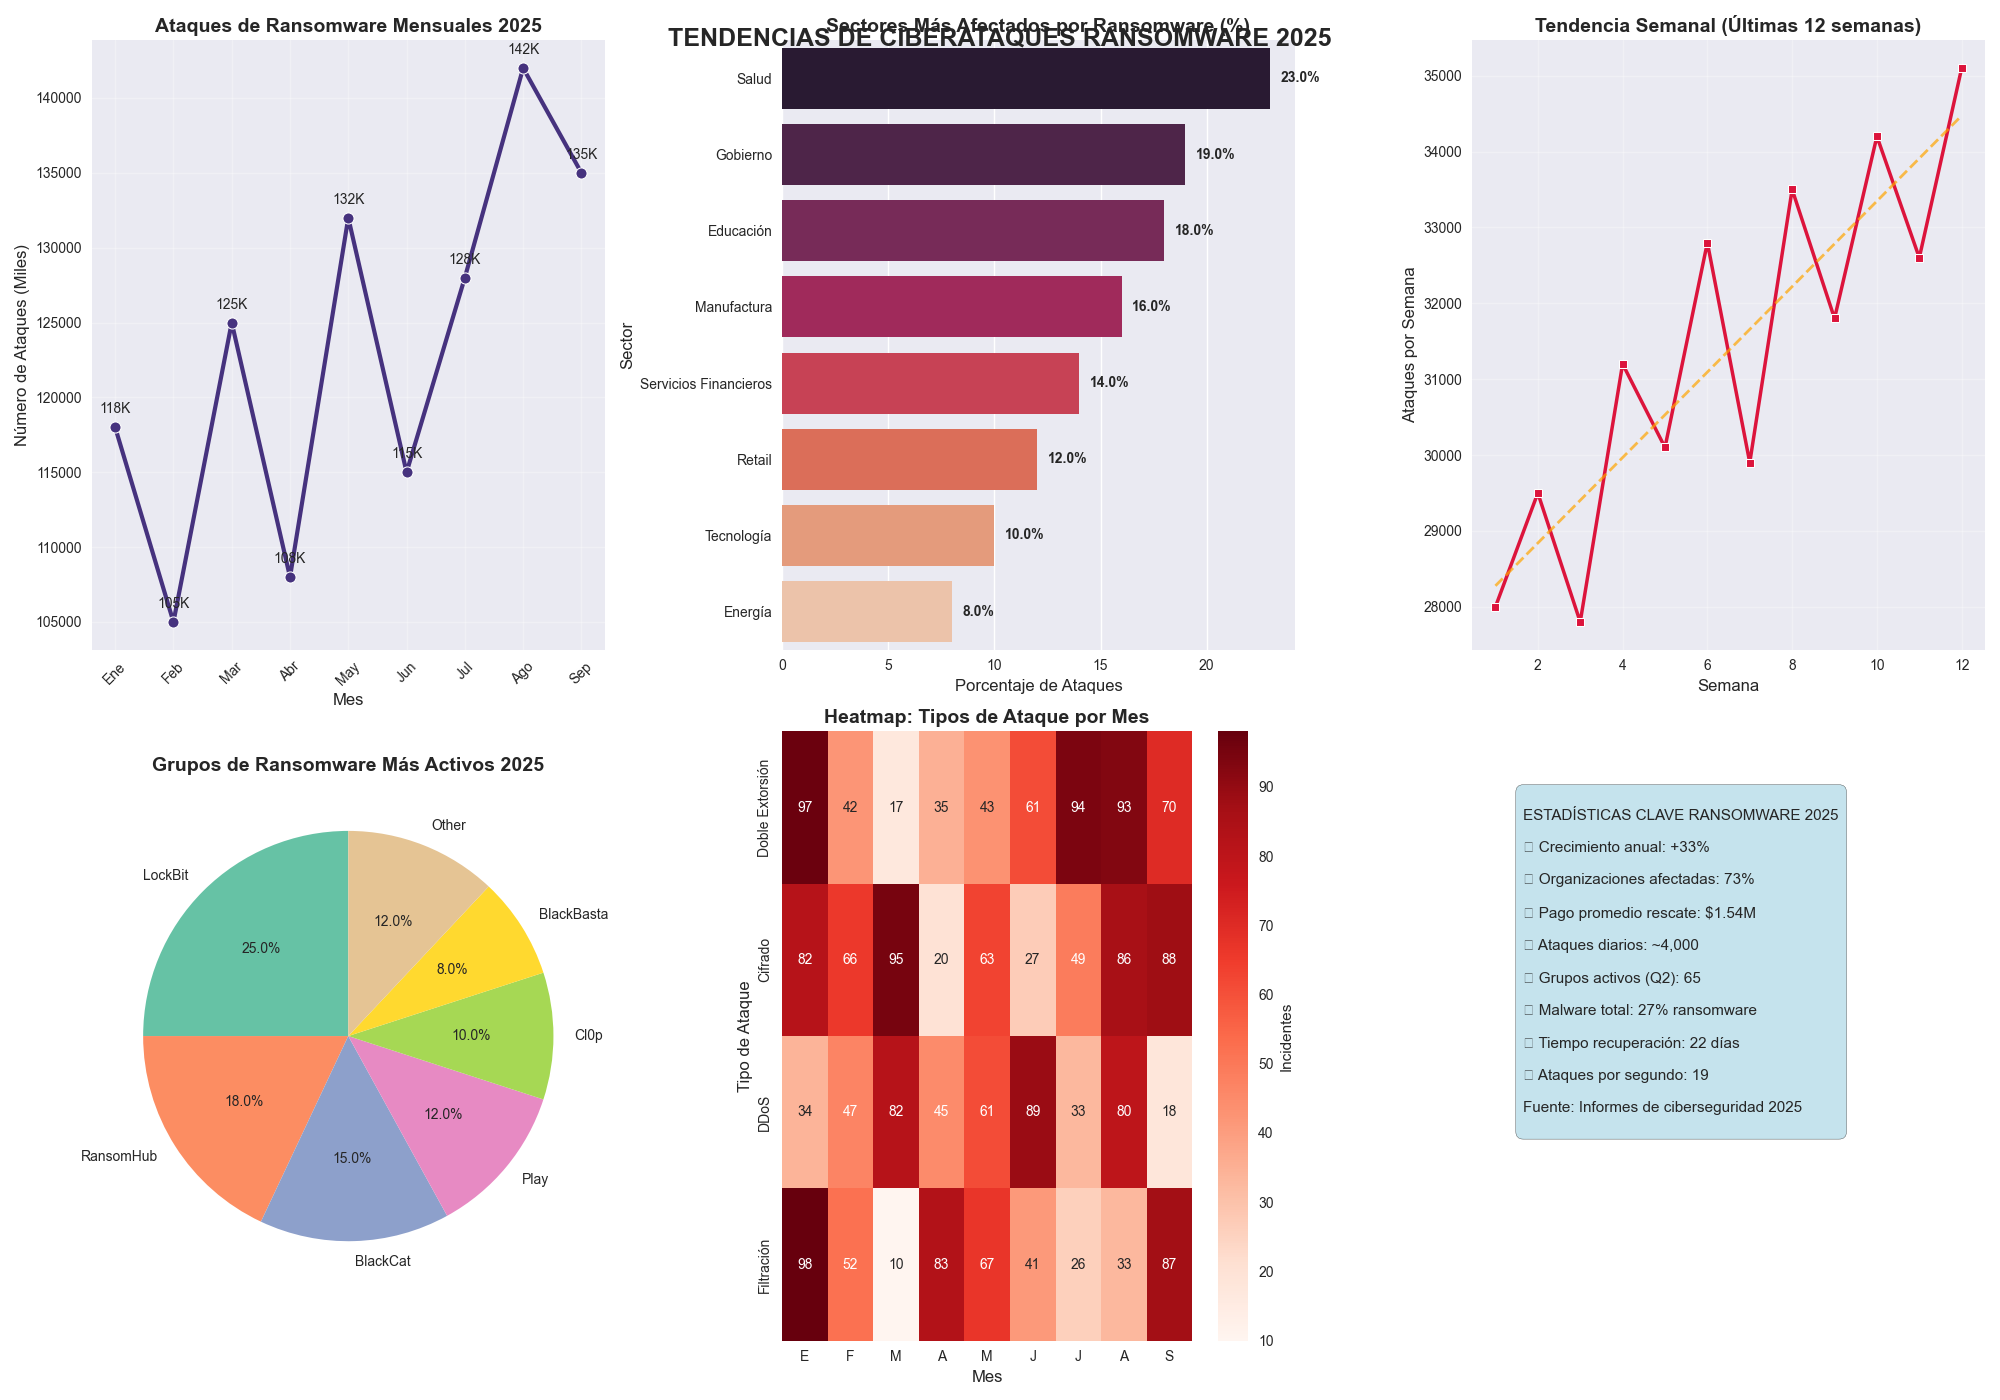 TENDENCIAS DE CIBERATAQUES RANSOMWARE 2025
Ataques de Ransomware Mensuales 2025
Número de Ataques (Miles)
140000
135000
130000
125000
120000
115000
110000
105000
118K
105K
125K
108K
132K
115K
128K
142K
135K
Ene
Feb
Mar
Abr
May
Jun
Jul
Ago
Sep
Mes
Sectores Más Afectados por Ransomware (%)
Sector
Salud
23.0%
Gobierno
19.0%
Educación
18.0%
Manufactura
16.0%
Servicios Financieros
14.0%
Retail
12.0%
Tecnología
10.0%
Energía
8.0%
0
5
10
15
20
Porcentaje de Ataques
Tendencia Semanal (Últimas 12 semanas)
Ataques por Semana
35000
34000
33000
32000
31000
30000
29000
28000
2
4
6
8
10
12
Semana
Grupos de Ransomware Más Activos 2025
Other
12.0%
LockBit
25.0%
BlackBasta
8.0%
Cl0p
10.0%
RansomHub
18.0%
Play
12.0%
BlackCat
15.0%
Heatmap: Tipos de Ataque por Mes
Tipo de Ataque
Doble Extorsión
97 42 17 35 43 61 94 93 70
Cifrado
82 66 95 20 63 27 49 86 88
DDoS
34 47 82 45 61 89 33 80 18
Filtración
98 52 10 83 67 41 26 33 87
E F M A M J J A S
Mes
90
80
70
60
50
40
30
20
10
Incidentes
ESTADÍSTICAS CLAVE RANSOMWARE 2025
Crecimiento anual: +33%
Organizaciones afectadas: 73%
Pago promedio rescate: $1.54M
Ataques diarios: ~4,000
Grupos activos (Q2): 65
Malware total: 27% ransomware
Tiempo recuperación: 22 días
Ataques por segundo: 19
Fuente: Informes de ciberseguridad 2025